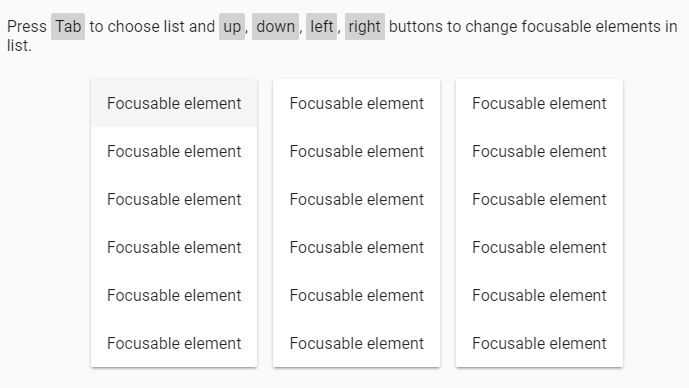 Press Tab to choose list and up, down, left, right buttons to change focusable elements in
list.
Focusable element Focusable element Focusable element
Focusable element Focusable element Focusable element
Focusable element Focusable element Focusable element
Focusable element Focusable element Focusable element
Focusable element Focusable element Focusable element
Focusable element Focusable element Focusable element